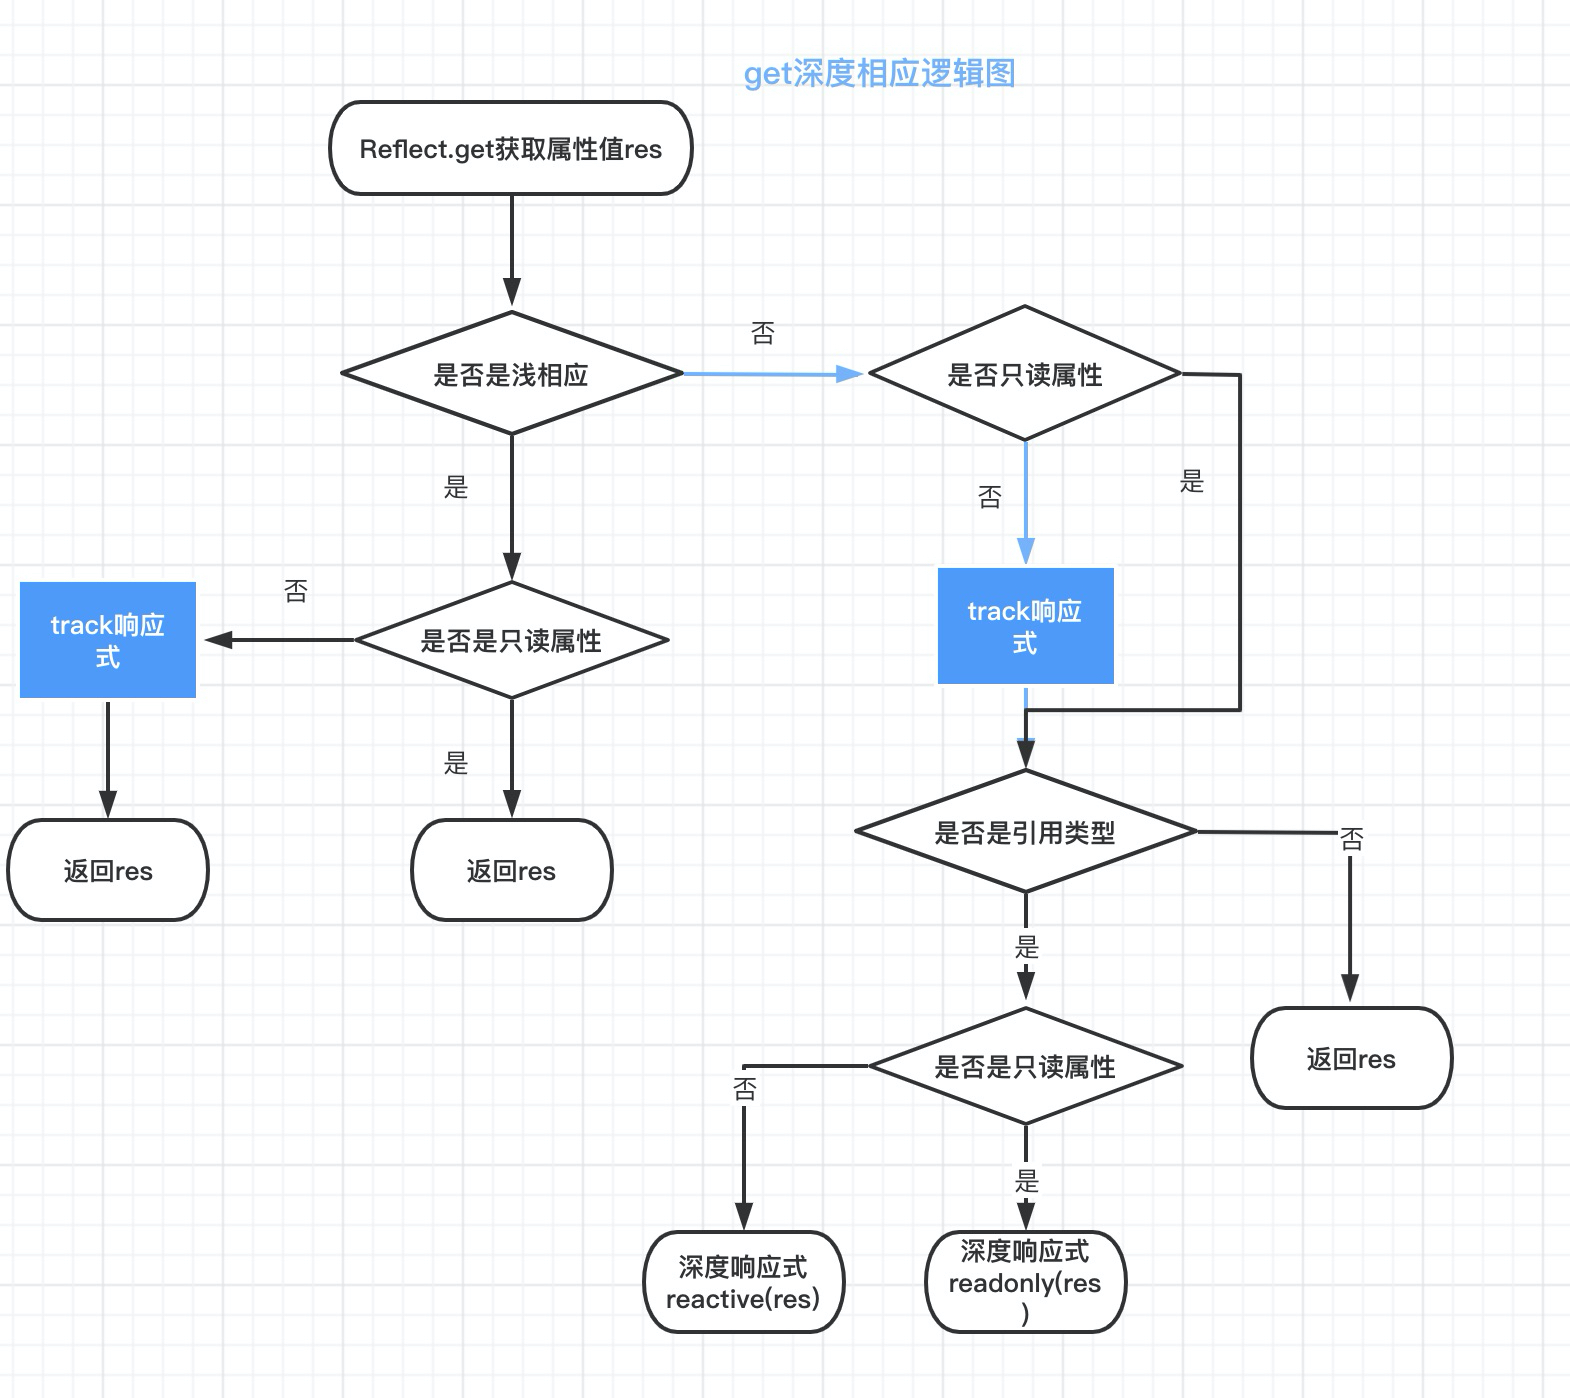 get深度相应逻辑图
Reflect.get获取属性值res
否
是否是浅相应
是否只读属性
是
否
是
否
track响应
式
是否是只读属性
track响应
式
是
是否是引用类型
否
返回res
返回res
是
是否是只读属性
返回res
否
是
深度响应式
reactive(res)
深度响应式
readonly(res
)